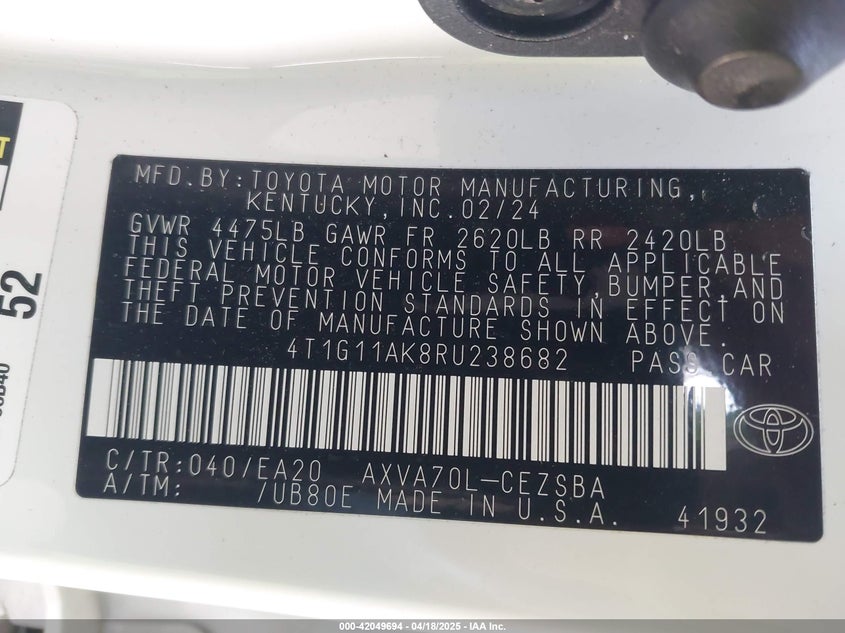 MFD.BY:TOYOTA MOTOR MANUFACTURING,
KENTUCKY,INC.02/24
GVWR 4475LB GAWR FR 2620LB RR 2420LB
THIS VEHICLE CONFORMS TO ALL APPLICABLE
FEDERAL MOTOR VEHICLE SAFETY,BUMPER,AND
THEFT PREVENTION STANDARDS IN EFFECT ON
THE DATE OF MANUFACTURE SHOWN ABOVE.
4T1G11AK8RU238682 PASS CAR
C/TR:040/EA20 AXVA70L-CEZSBA
A/TM: /UB80E MADE IN U.S.A. 41932
52
000-42049694 - 04/18/2025 - IAA Inc.